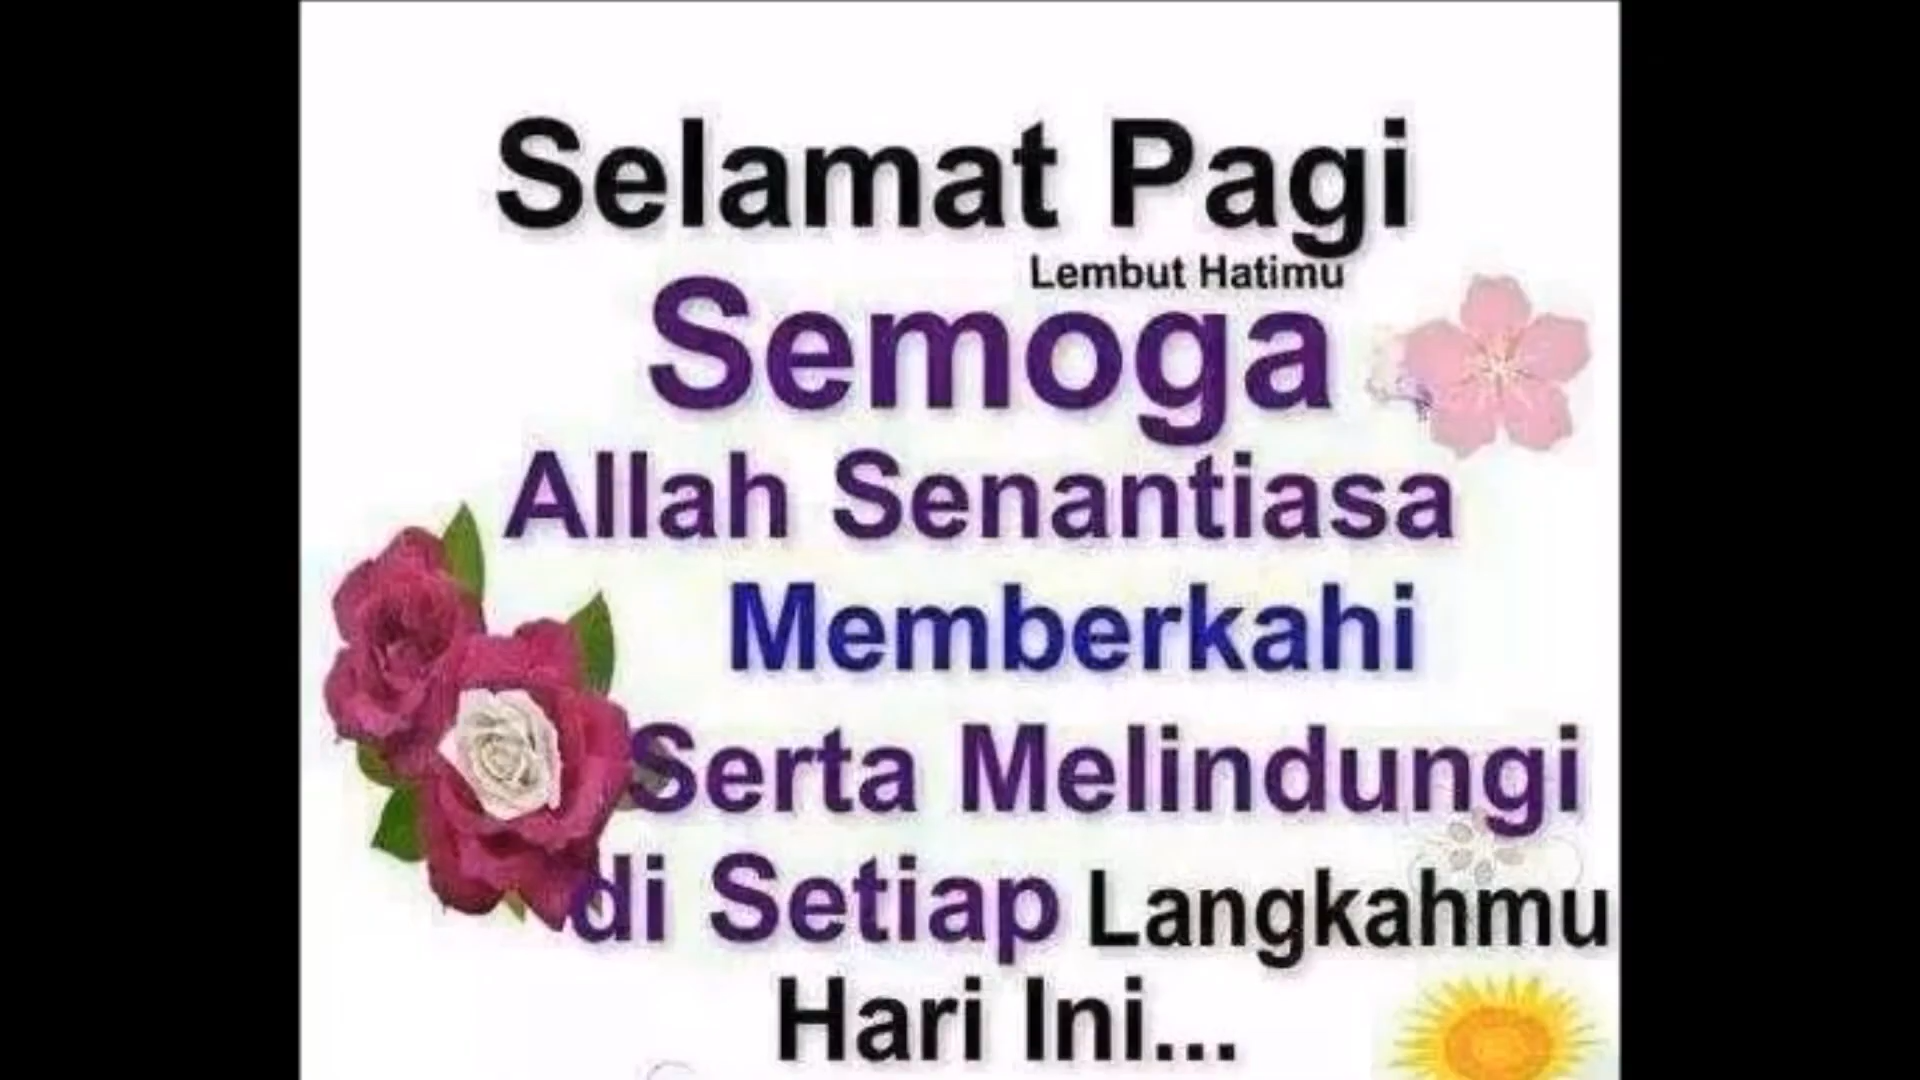 Selamat Pagi
Lembut Hatimu
Semoga
Allah Senantiasa
Memberkahi
Serta Melindungi
di Setiap Langkahmu
Hari Ini...